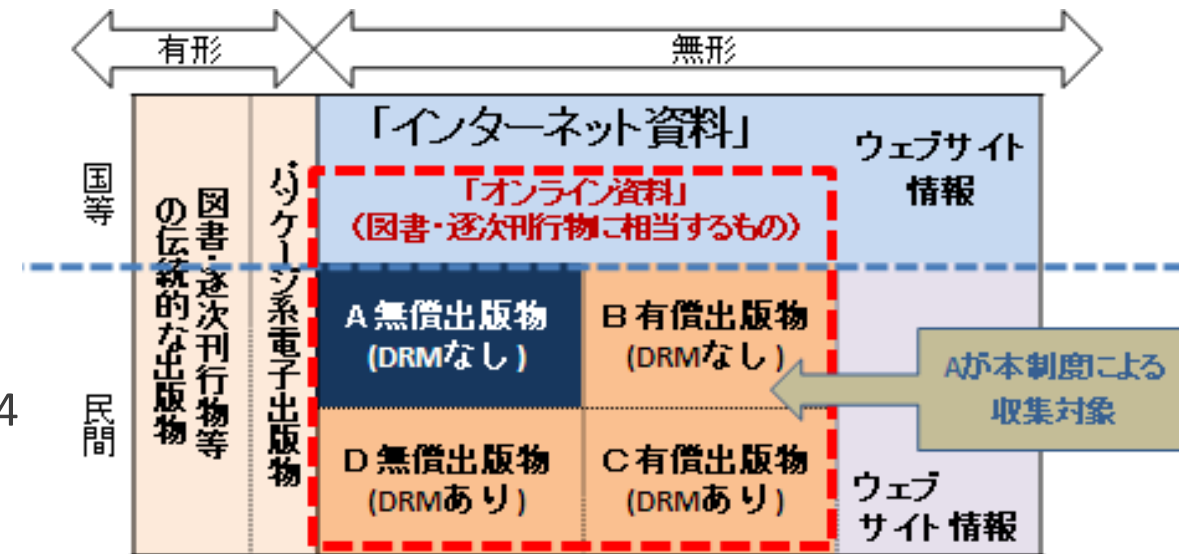 有形
無形
国等
民間
4
図書・逐次刊行物等
の伝統的な出版物
パッケージ系電子出版物
「インターネット資料」
ウェブサイト
情報
「オンライン資料」
(図書・逐次刊行物に相当するもの)
A 無償出版物
(DRMなし)
B 有償出版物
(DRMなし)
Aが本制度による
収集対象
D 無償出版物
(DRMあり)
C 有償出版物
(DRMあり)
ウェブ
サイト情報